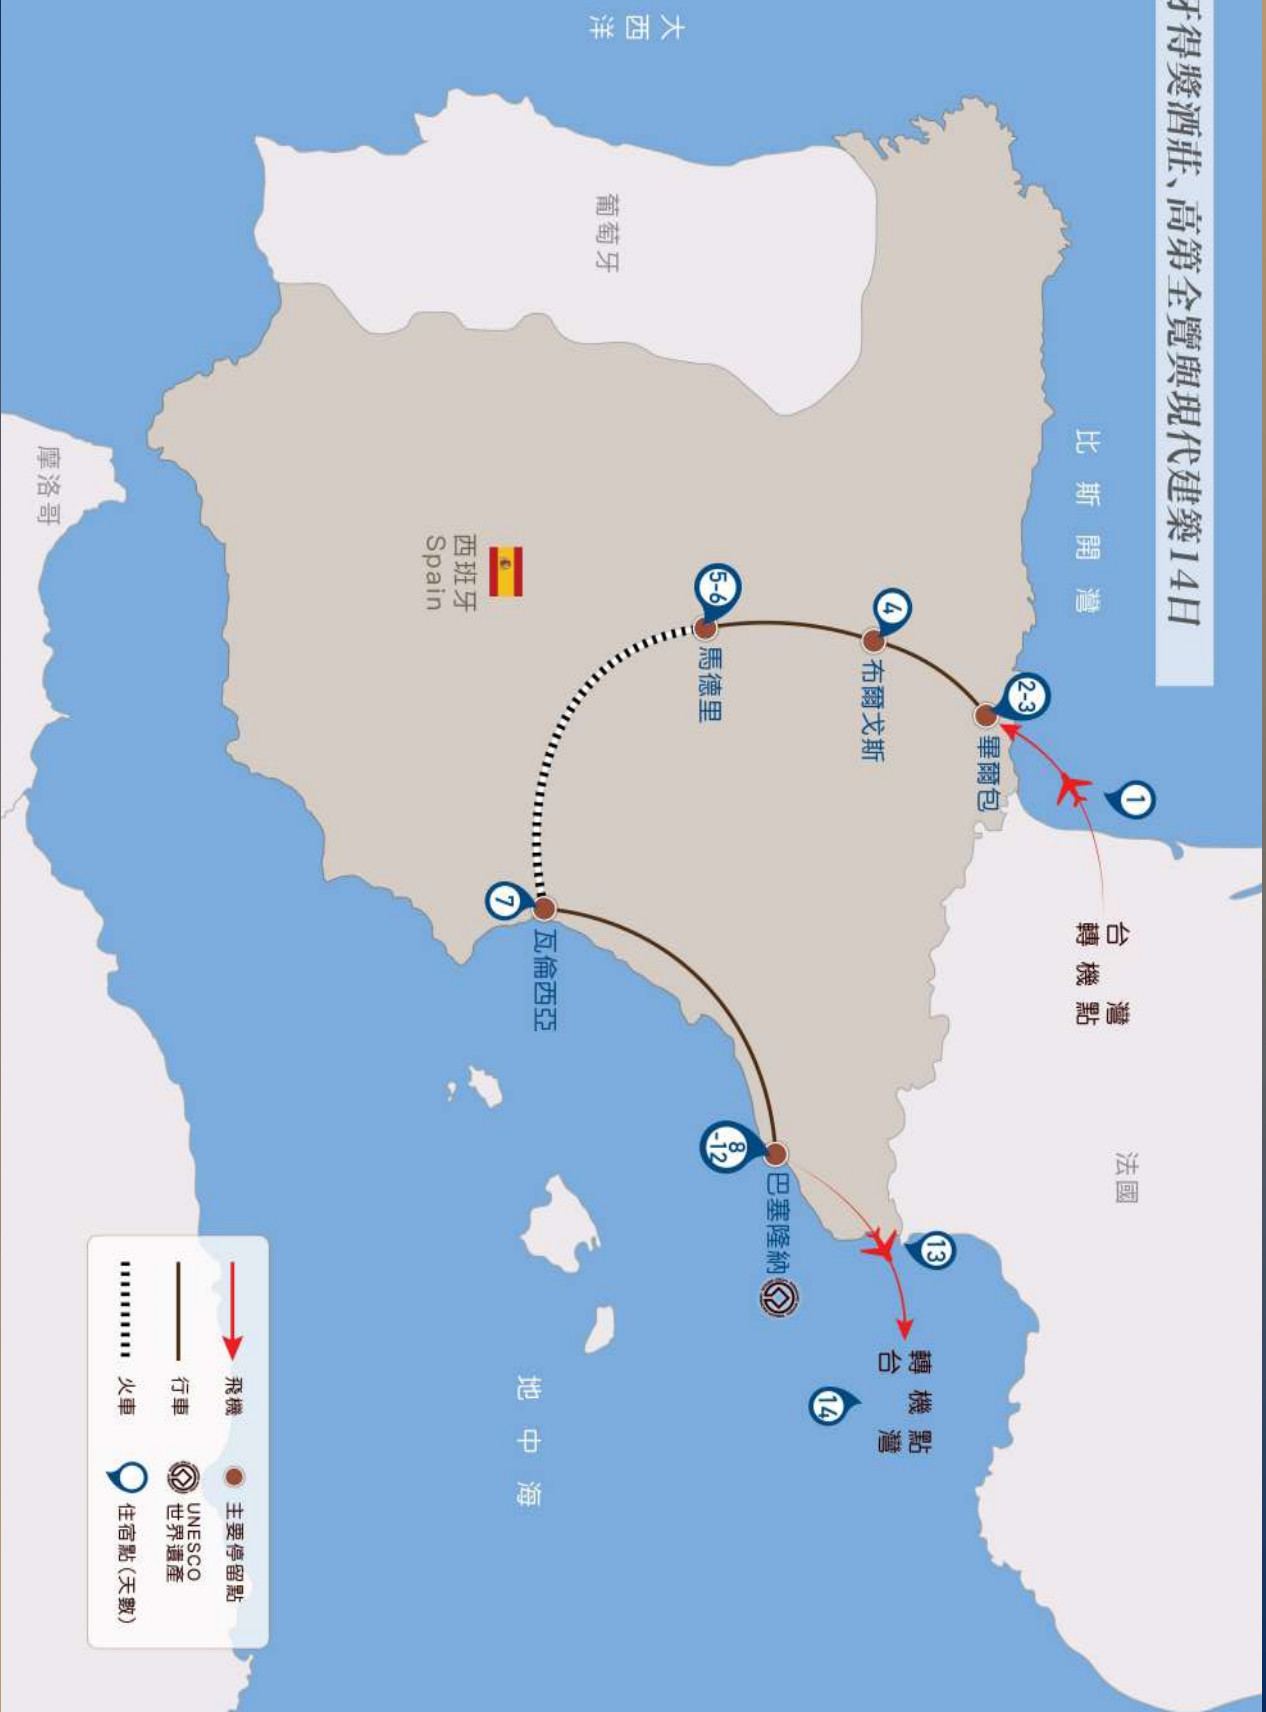 牙得獎酒莊、高第全覽與現代建築14日
大西洋
比斯開灣
葡萄牙
摩洛哥
西班牙
Spain
法國
地中海
1
台灣
轉機點
2-3
畢爾包
4
布爾戈斯
5-6
馬德里
7
瓦倫西亞
8
-12
巴塞隆納
13
轉機點
台灣
14
飛機
行車
火車
主要停留點
UNESCO
世界遺產
住宿點(天數)